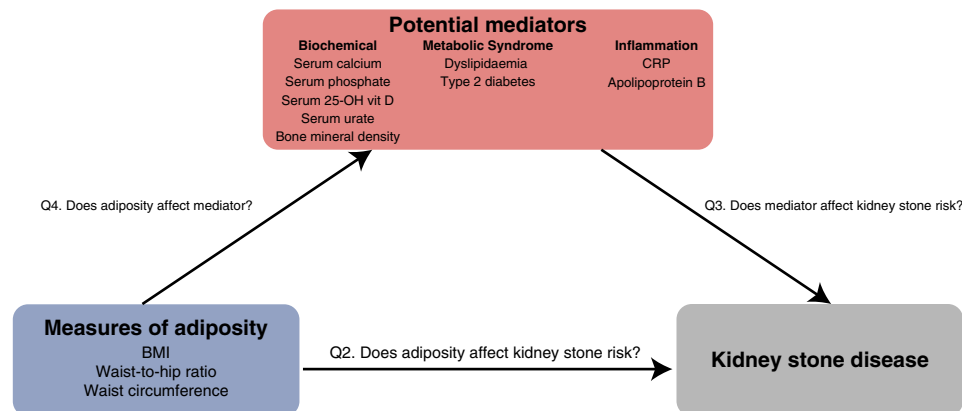 Potential mediators
Biochemical
Serum calcium
Serum phosphate
Serum 25-OH vit D
Serum urate
Bone mineral density
Metabolic Syndrome
Dyslipidaemia
Type 2 diabetes
Inflammation
CRP
Apolipoprotein B
Q4. Does adiposity affect mediator?
Q3. Does mediator affect kidney stone risk?
Measures of adiposity
BMI
Waist-to-hip ratio
Waist circumference
Q2. Does adiposity affect kidney stone risk?
Kidney stone disease